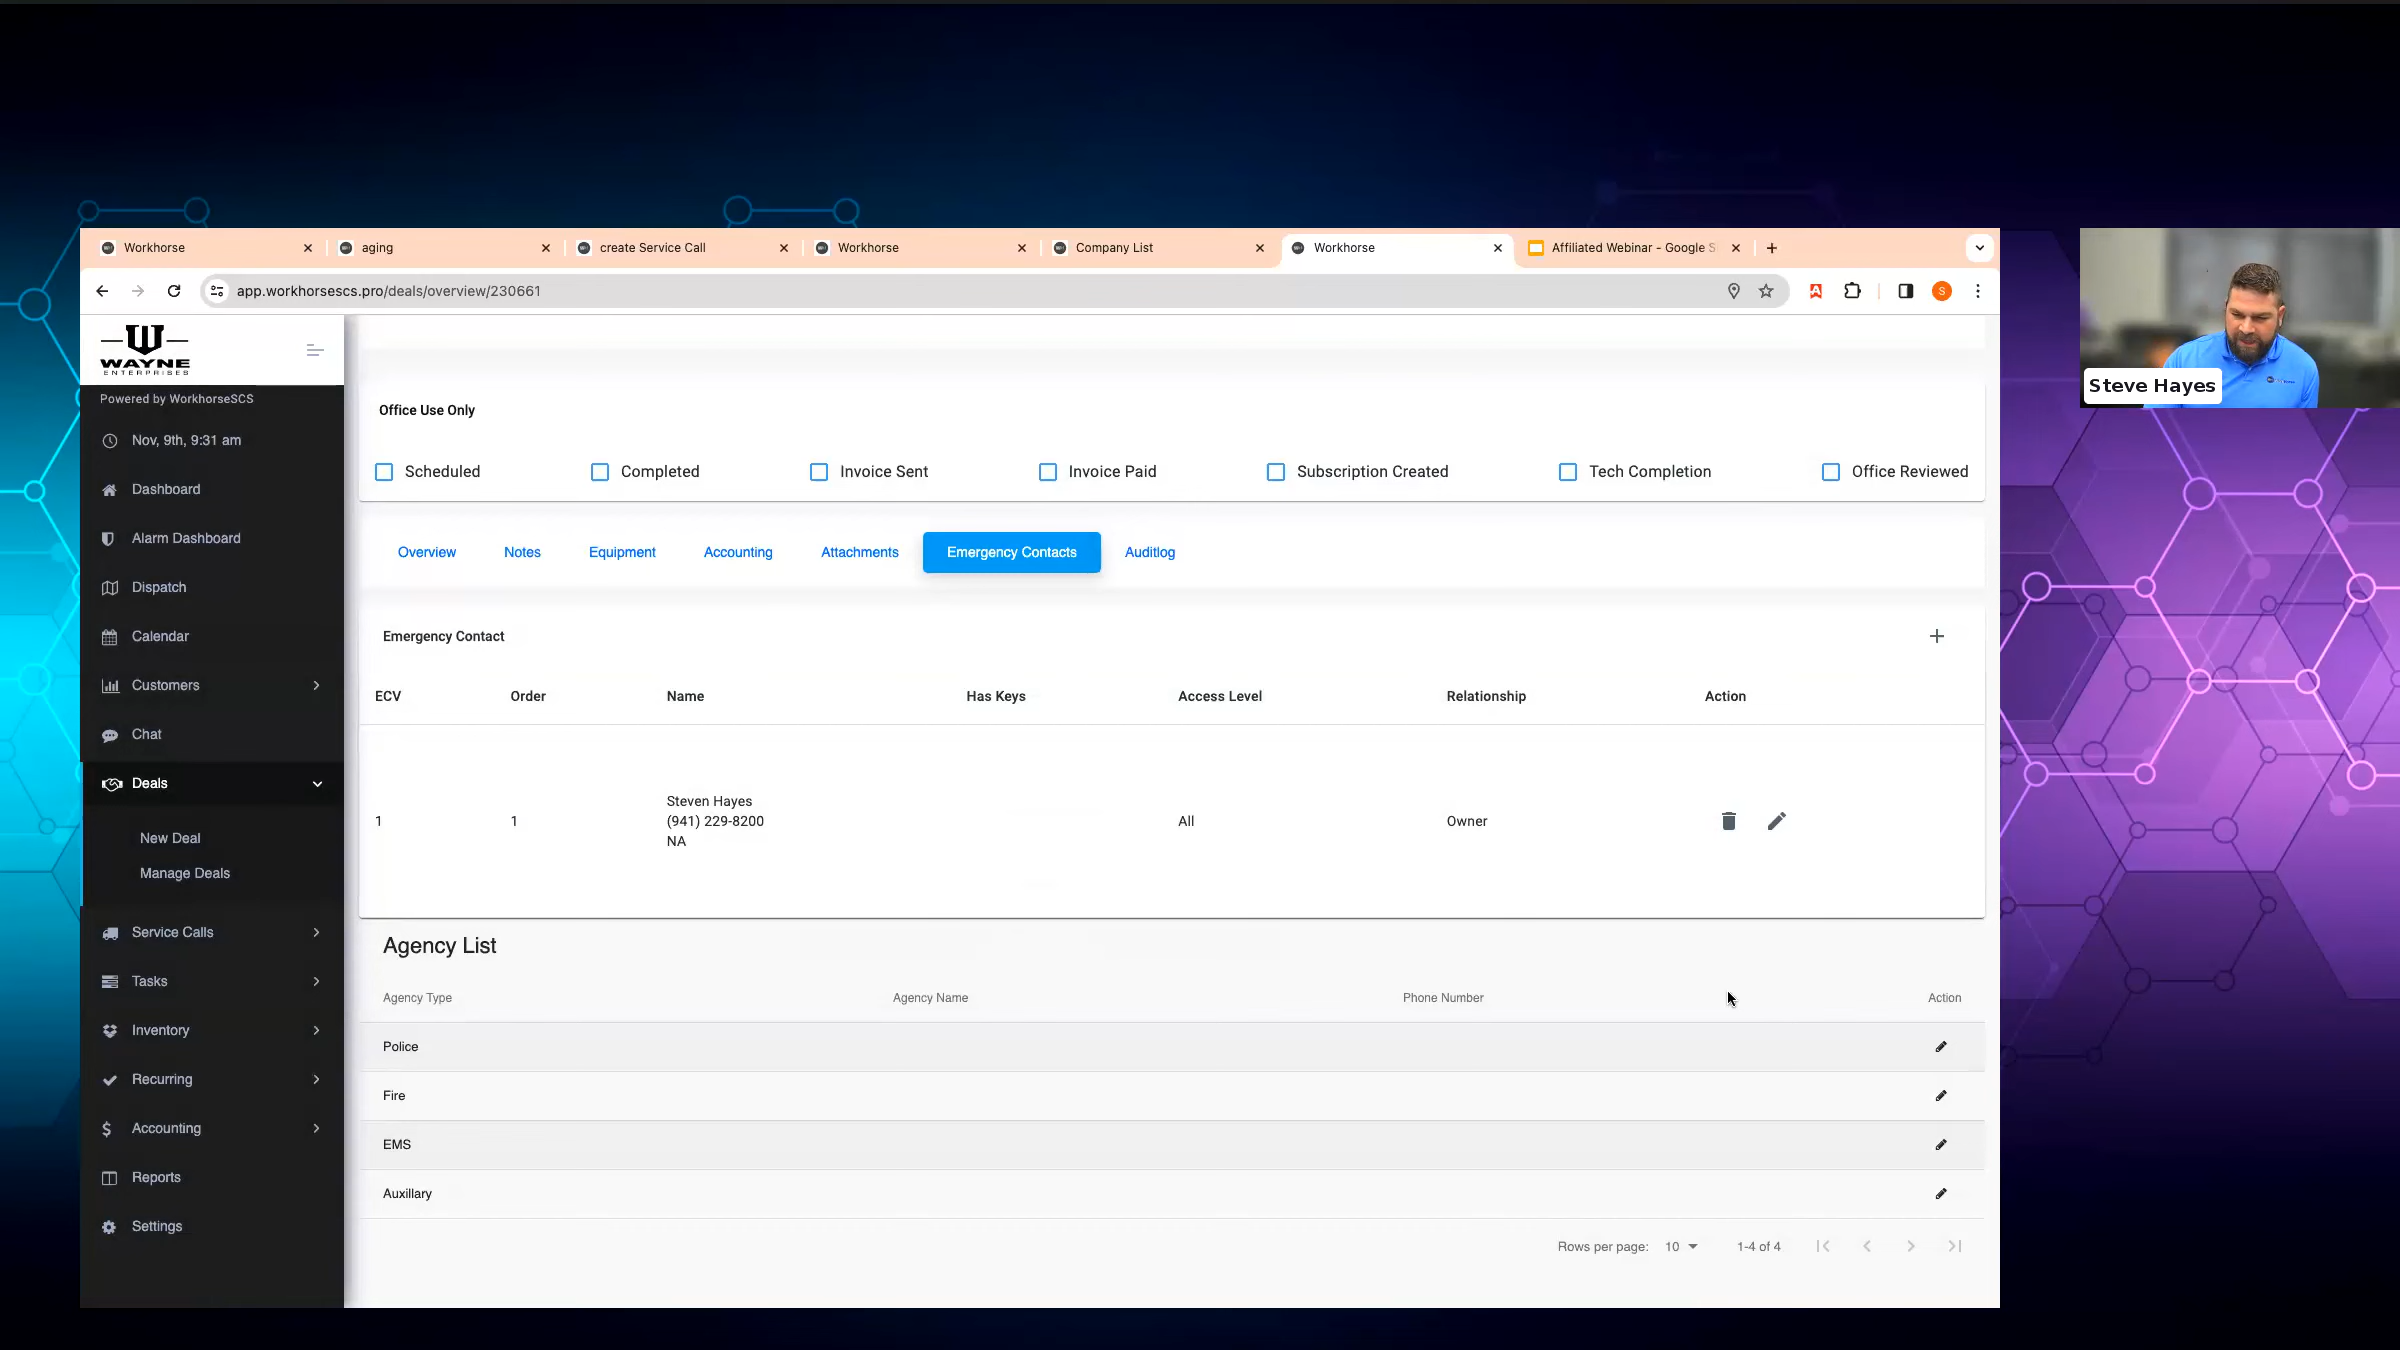 Workhorse
aging
create Service Call
Workhorse
Company List
Workhorse
Affiliated Webinar - Google S
app.workhorsescs.pro/deals/overview/230661
S
WAYNE
ENTERPRISES
Powered by WorkhorseSCS
Nov, 9th, 9:31 am
Dashboard
Alarm Dashboard
Dispatch
Calendar
Customers
Chat
Deals
New Deal
Manage Deals
Service Calls
Tasks
Inventory
Recurring
Accounting
Reports
Settings
Office Use Only
Scheduled Completed Invoice Sent Invoice Paid Subscription Created Tech Completion Office Reviewed
Overview Notes Equipment Accounting Attachments Emergency Contacts Auditlog
Emergency Contact
ECV Order Name Has Keys Access Level Relationship Action
Steven Hayes
1 1 (941) 229-8200 All Owner
NA
Agency List
Agency Type Agency Name Phone Number Action
Police
Fire
EMS
Auxillary
Rows per page: 10 1-4 of 4
Steve Hayes